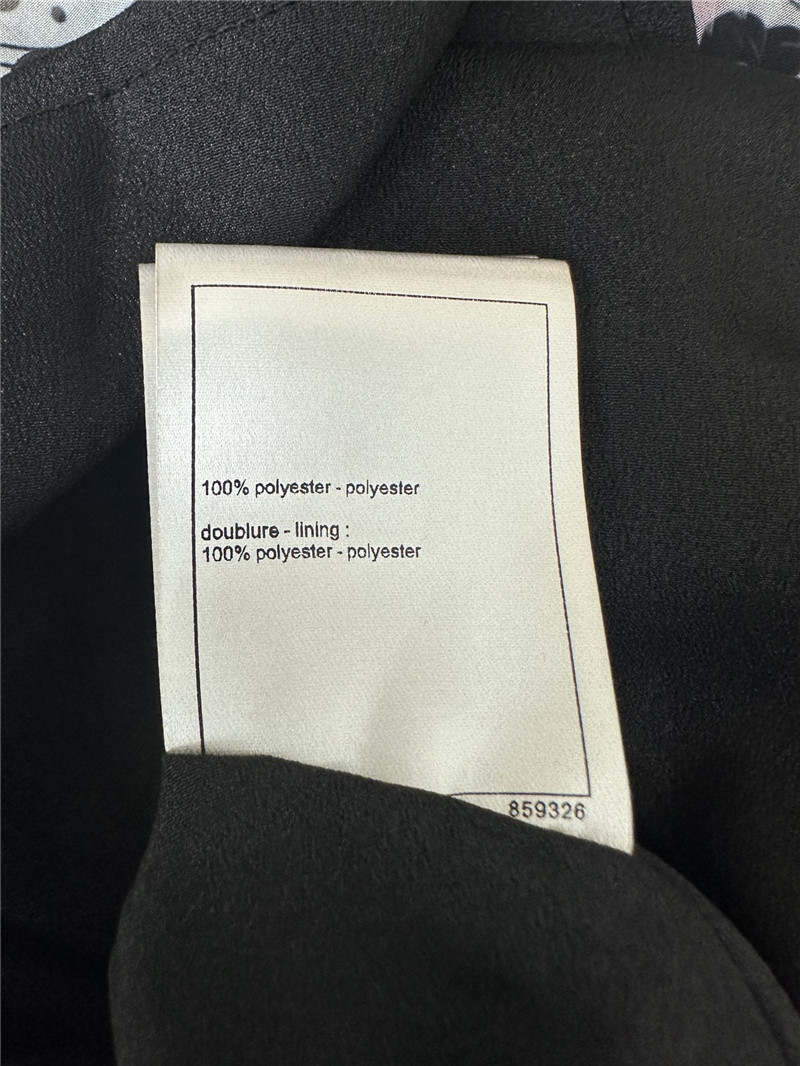 100% polyester - polyester
doublure - lining :
100% polyester - polyester
859326